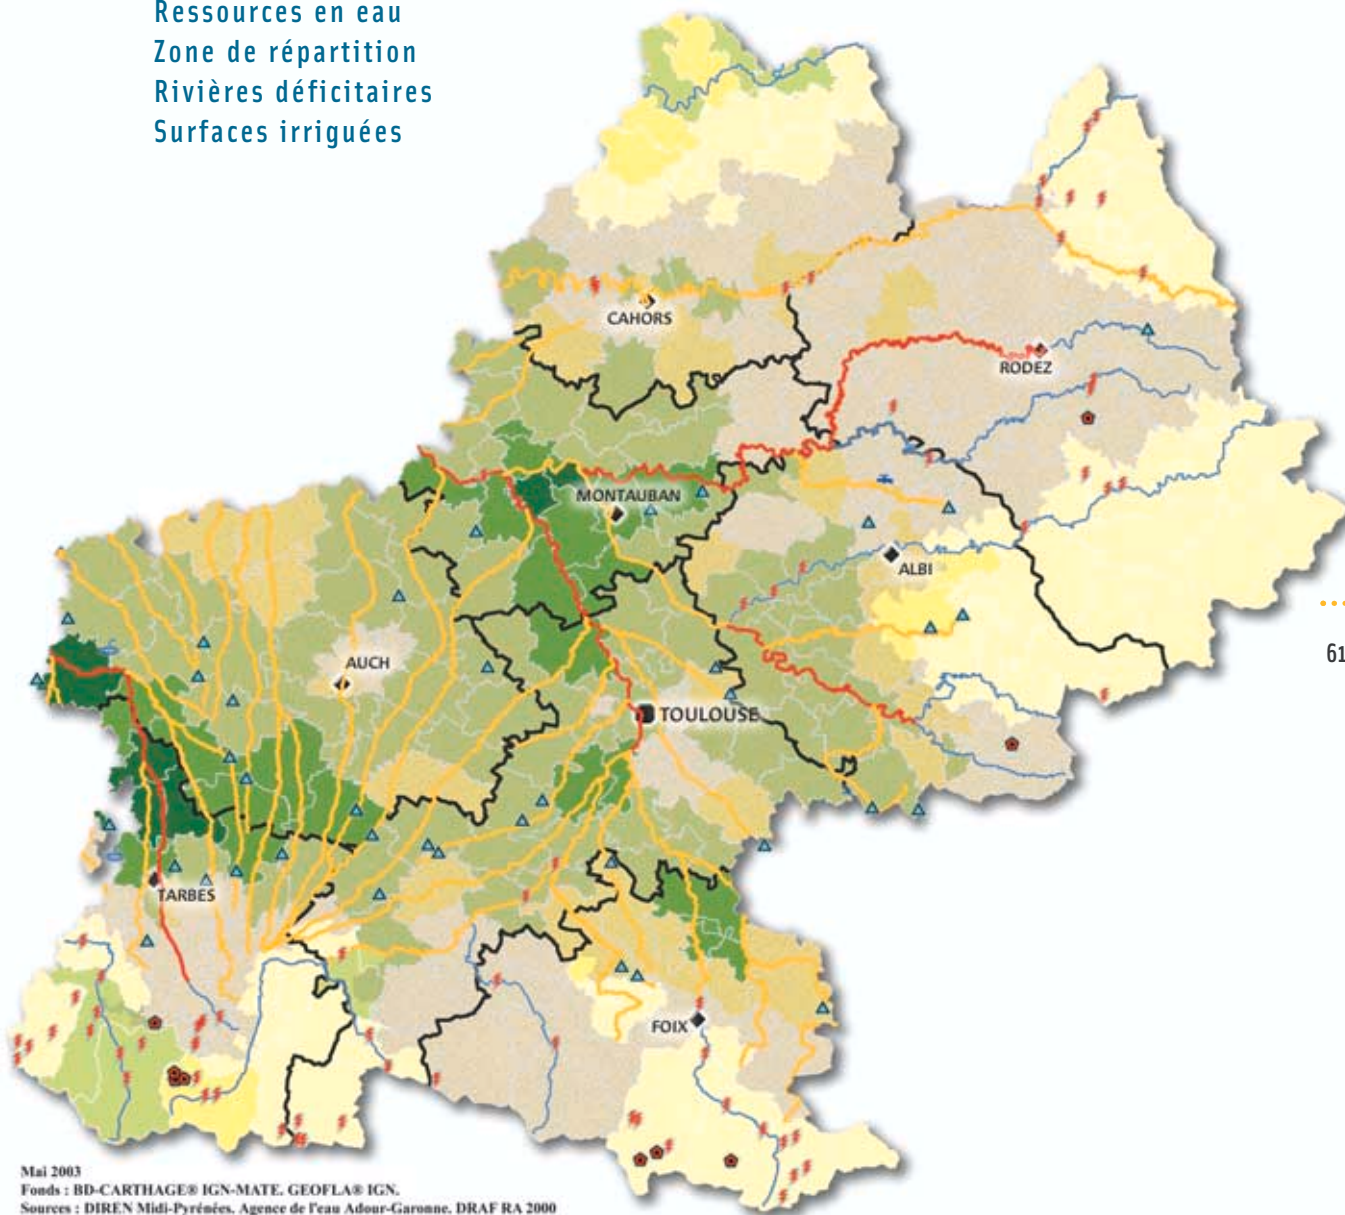 Ressources en eau
Zone de répartition
Rivières déficitaires
Surfaces irriguées
CAHORS
RODEZ
MONTAUBAN
ALBI
61
AUCH
TOULOUSE
TARBES
FOIX
Mai 2003
Fonds : BD-CARTHAGE® IGN-MATE. GEOFLA® IGN.
Sources : DIREN Midi-Pyrénées. Agence de l'eau Adour-Garonne. DRAF RA 2000